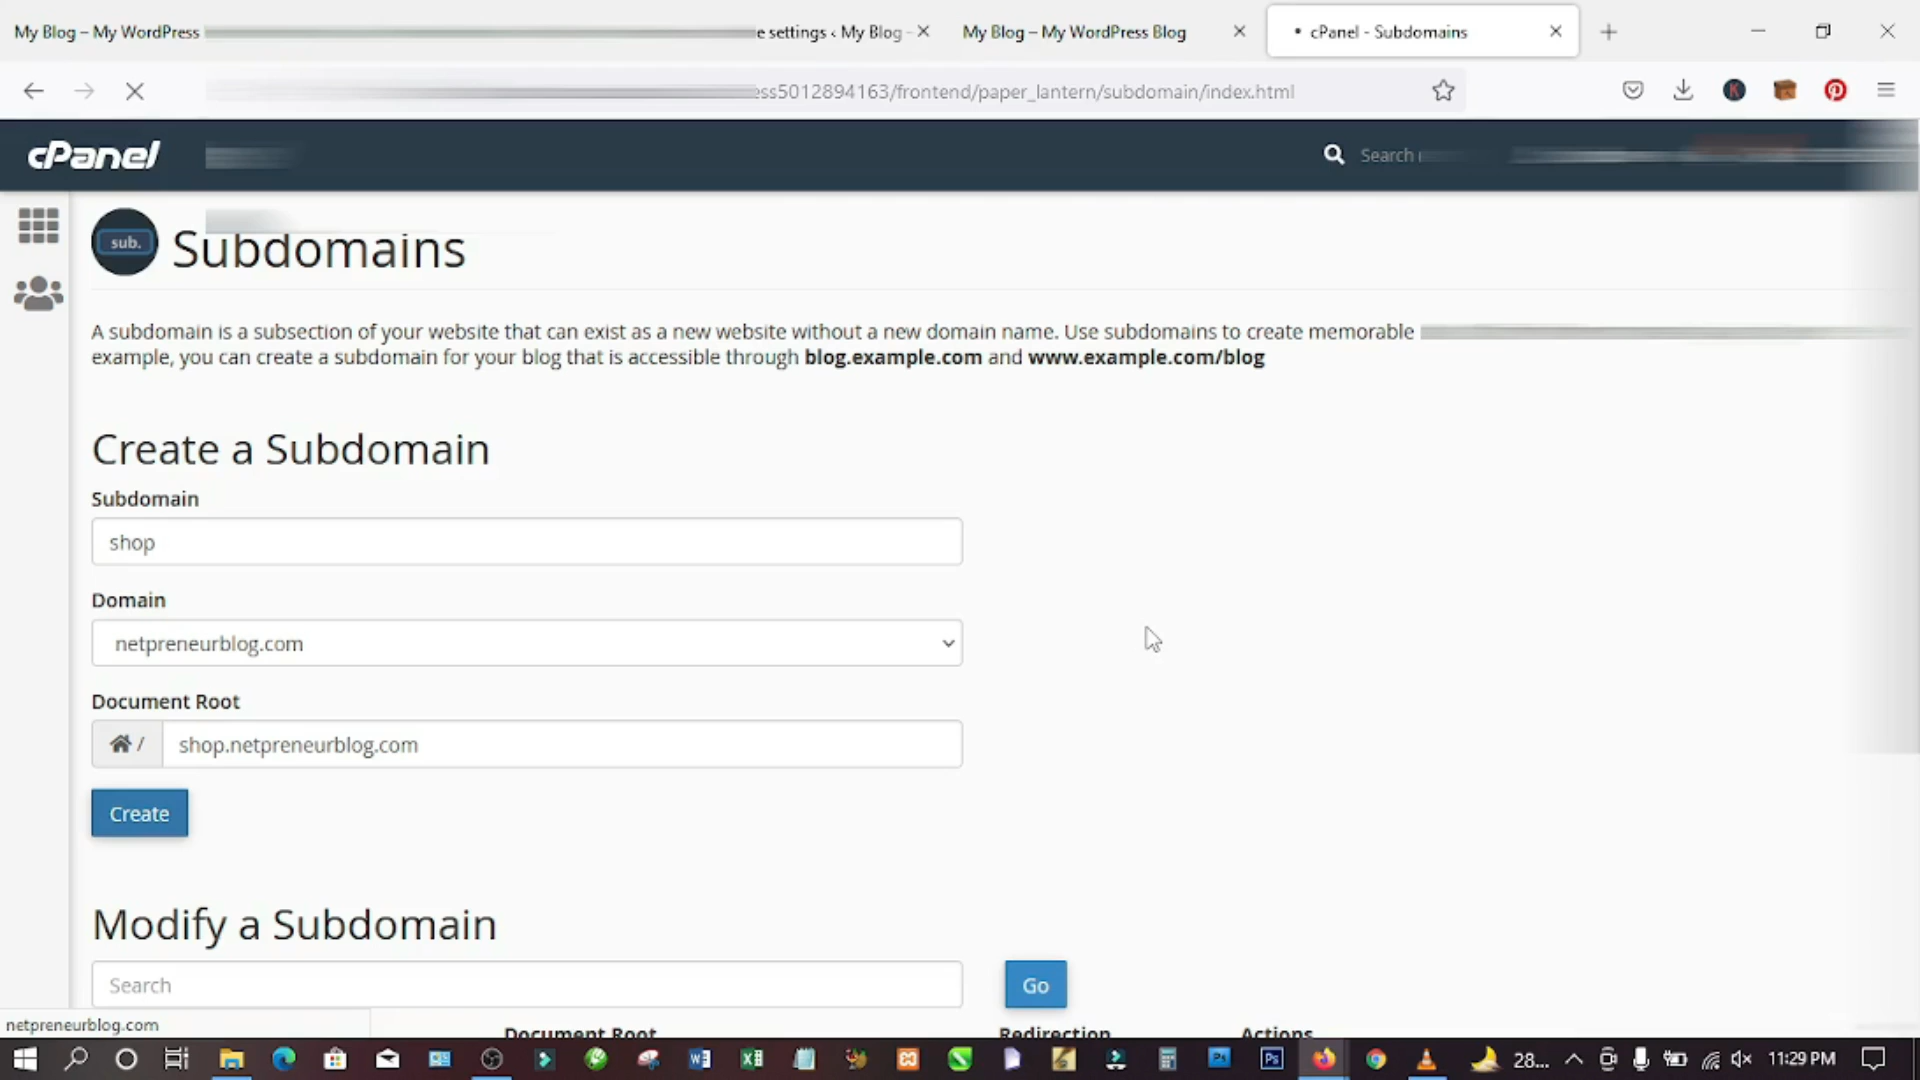 My Blog – My WordPress
e settings ‹ My Blog -
My Blog – My WordPress Blog
cPanel - Subdomains
ess5012894163/frontend/paper_lantern/subdomain/index.html
cPanel
Search
sub.
Subdomains
A subdomain is a subsection of your website that can exist as a new website without a new domain name. Use subdomains to create memorable
example, you can create a subdomain for your blog that is accessible through blog.example.com and www.example.com/blog
Create a Subdomain
Subdomain
shop
Domain
netpreneurblog.com
Document Root
/ shop.netpreneurblog.com
Create
Modify a Subdomain
Search
Go
netpreneurblog.com
Document Root
Redirection
Actions
28...
11:29 PM